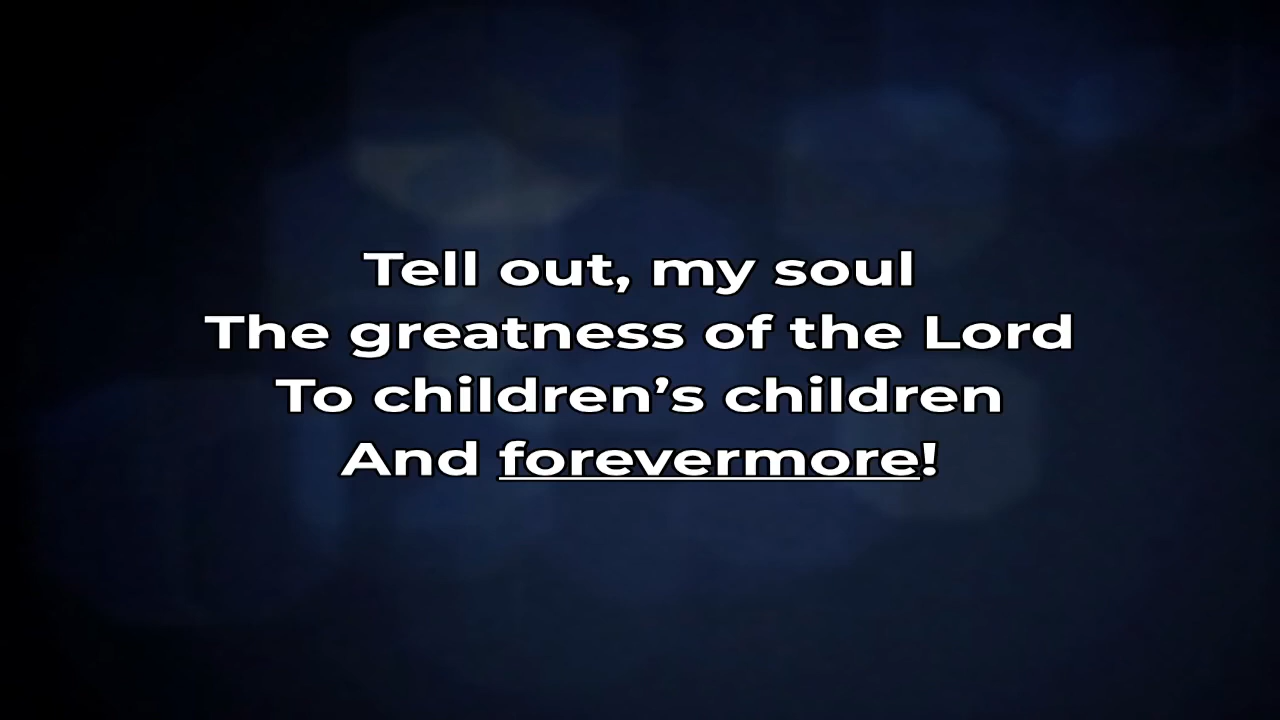 Tell out, my soul
The greatness of the Lord
To children’s children
And forevermore!